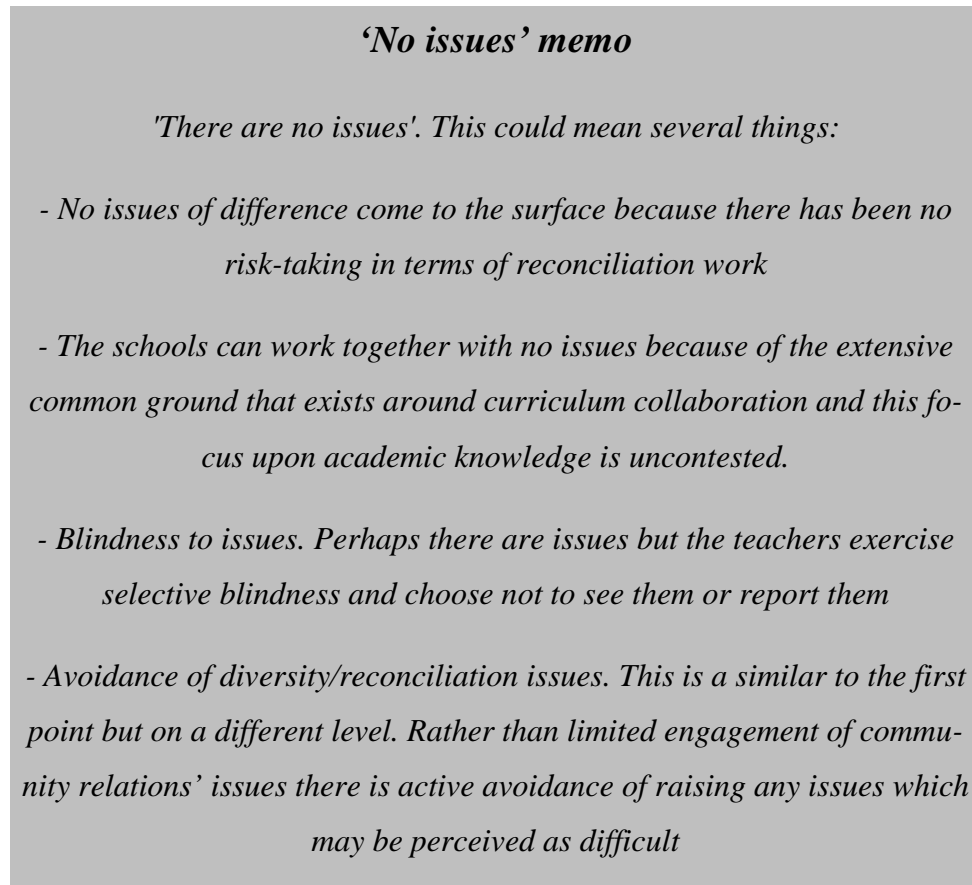 ‘No issues’ memo
'There are no issues'. This could mean several things:
- No issues of difference come to the surface because there has been no
risk-taking in terms of reconciliation work
- The schools can work together with no issues because of the extensive
common ground that exists around curriculum collaboration and this fo-
cus upon academic knowledge is uncontested.
- Blindness to issues. Perhaps there are issues but the teachers exercise
selective blindness and choose not to see them or report them
- Avoidance of diversity/reconciliation issues. This is a similar to the first
point but on a different level. Rather than limited engagement of commu-
nity relations’ issues there is active avoidance of raising any issues which
may be perceived as difficult